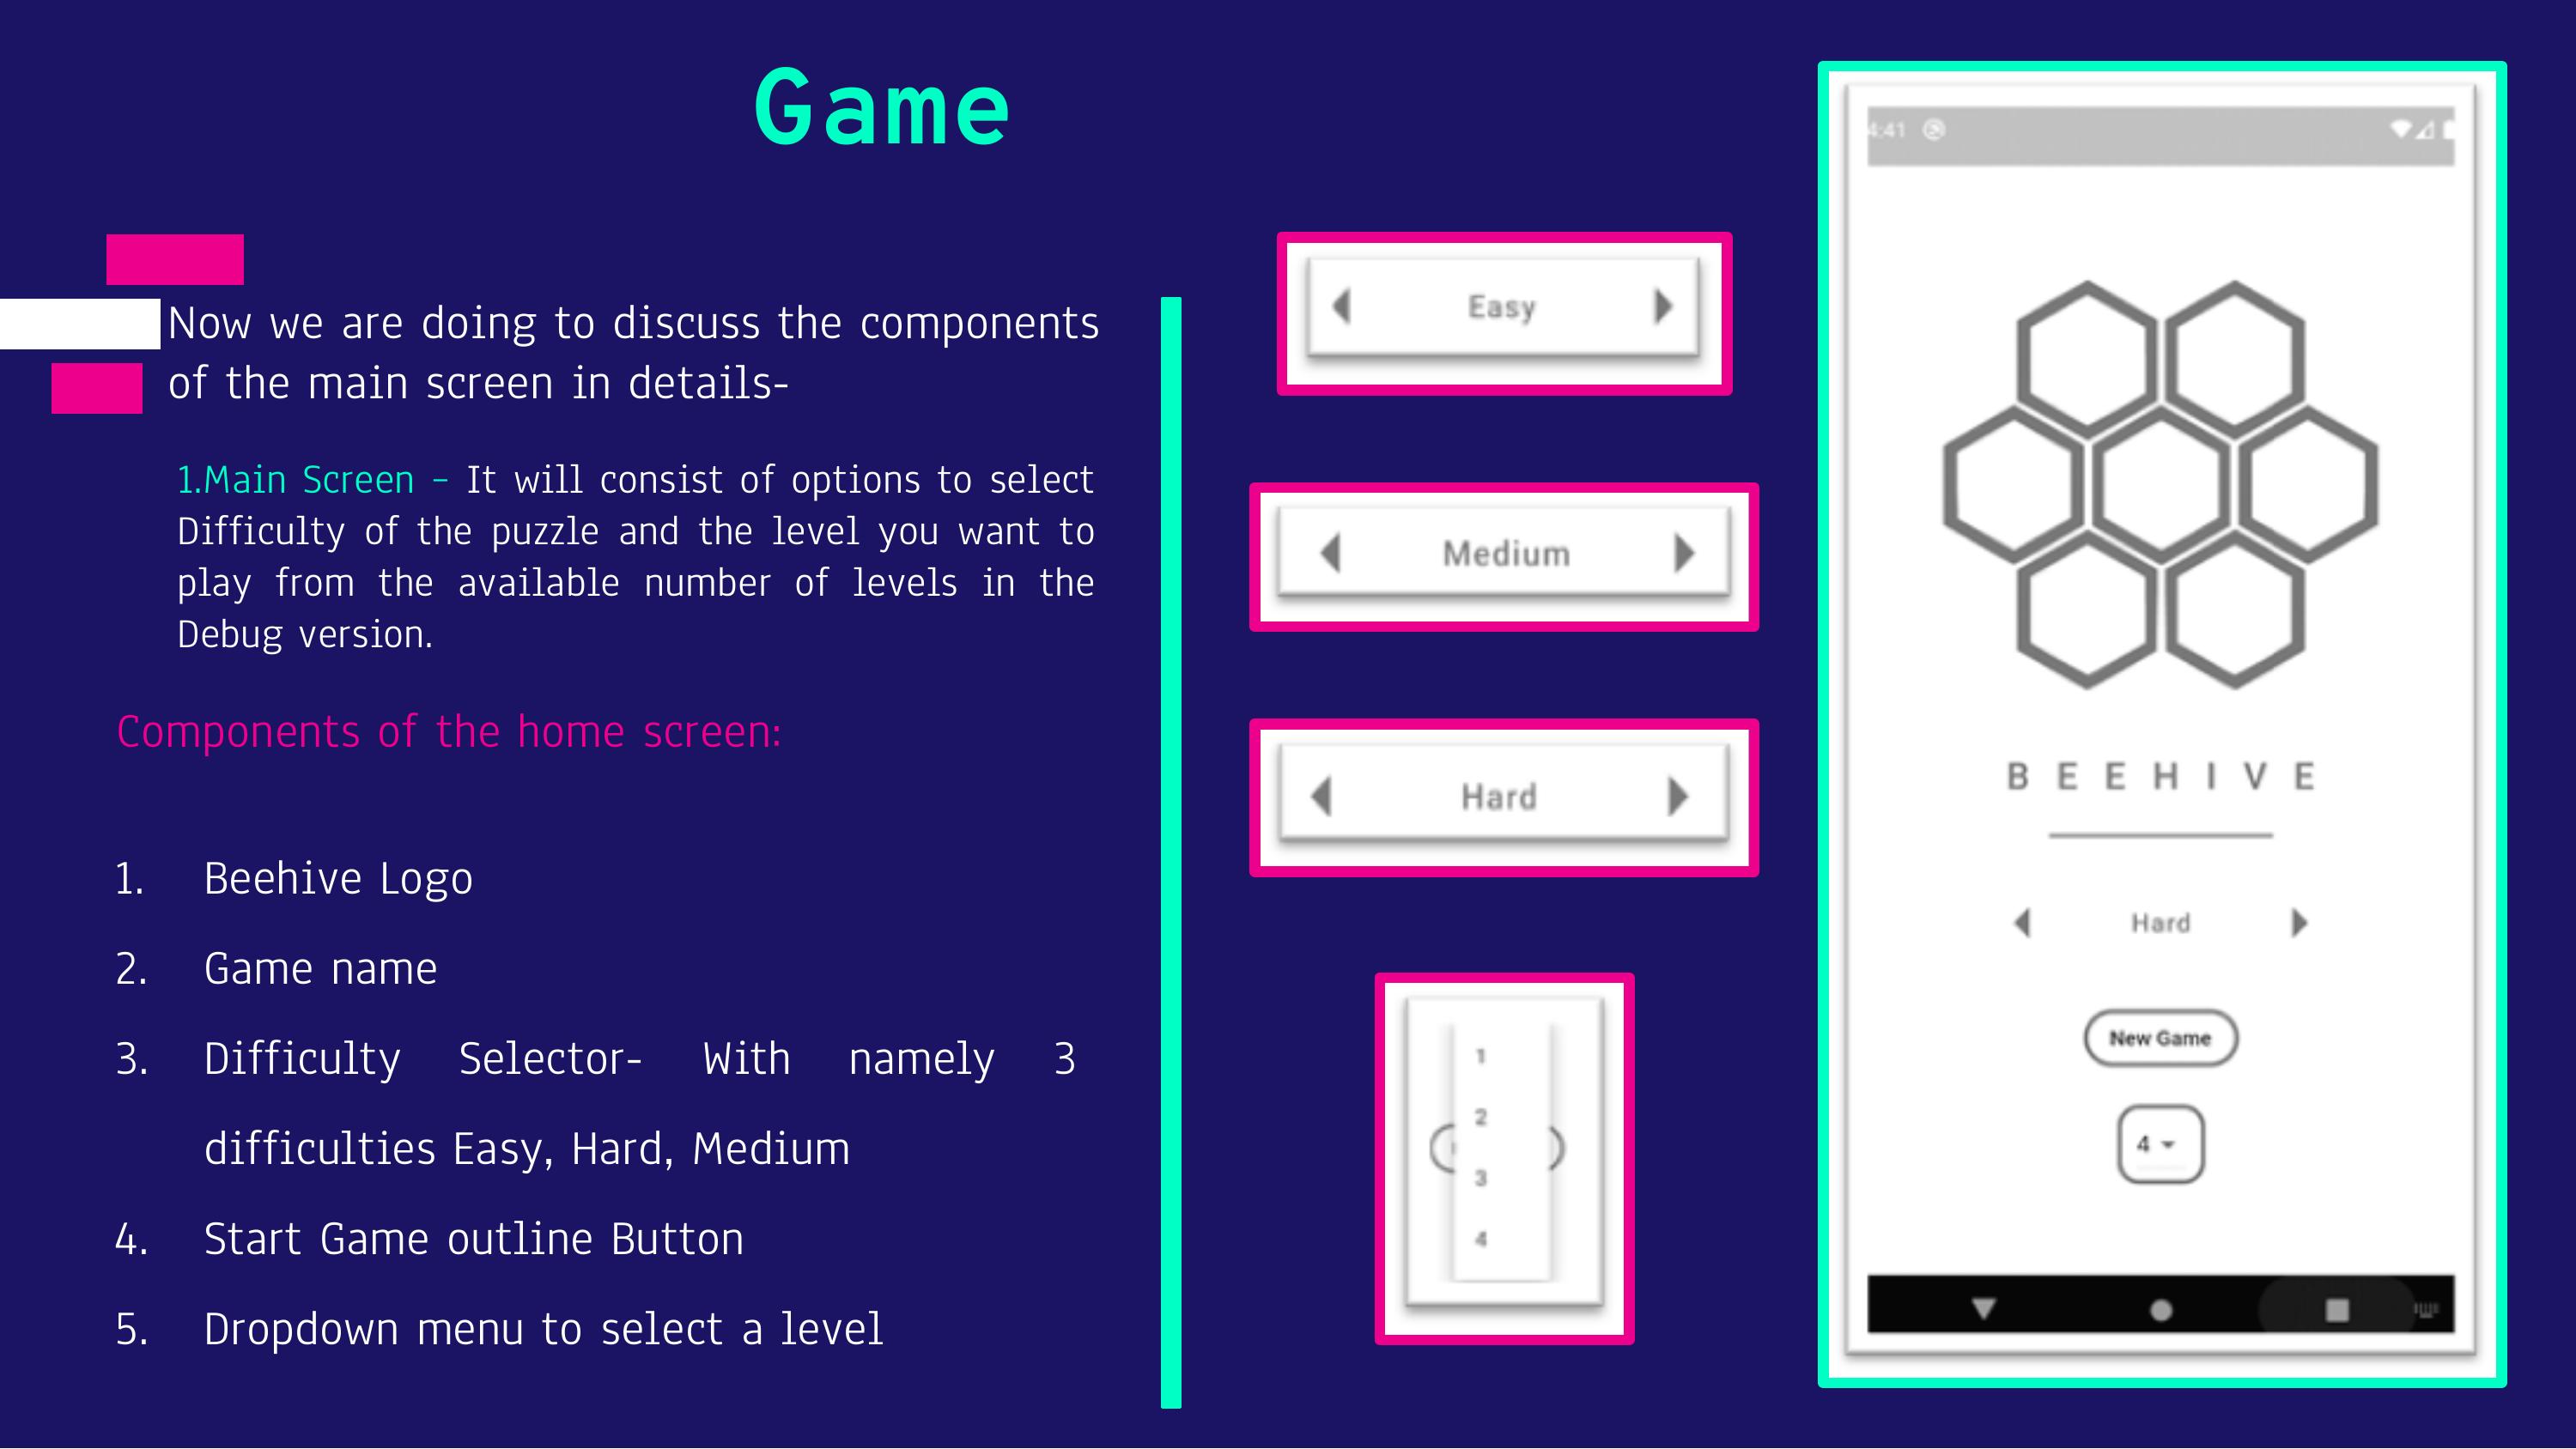 Game
Now we are doing to discuss the components
of the main screen in details-
1.Main Screen – It will consist of options to select
Difficulty of the puzzle and the level you want to
play from the available number of levels in the
Debug version.
Components of the home screen:
1. Beehive Logo
2. Game name
3. Difficulty Selector- With namely 3
difficulties Easy, Hard, Medium
4. Start Game outline Button
5. Dropdown menu to select a level
Easy
Medium
Hard
1
2
3
4
4:41
BEEHIVE
Hard
New Game
4